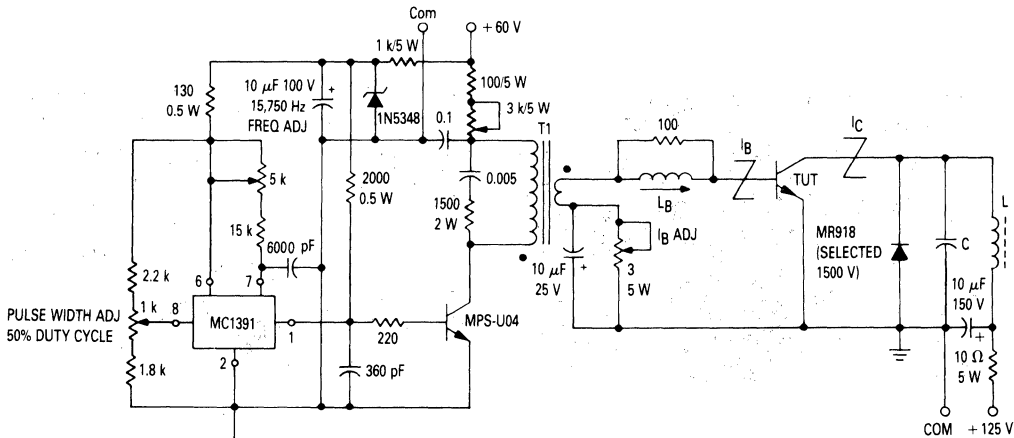 Com
+ 60 V
1 k/5 W
100/5 W
130
0.5 W
10 μF 100 V
15,750 Hz
FREQ ADJ
+
1N5348
3 k/5 W
0.1
T1
100
I_B
I_C
TUT
5 k
2000
0.5 W
0.005
L_B
1500
2 W
I_B ADJ
MR918
(SELECTED
1500 V)
C
L
15 k
6000 pF
10 μF
25 V
+
3
5 W
10 μF
150 V
+
2.2 k
6
7
PULSE WIDTH ADJ
50% DUTY CYCLE
1 k
8
MC1391
1
220
MPS-U04
2
1.8 k
360 pF
10 Ω
5 W
COM
+ 125 V